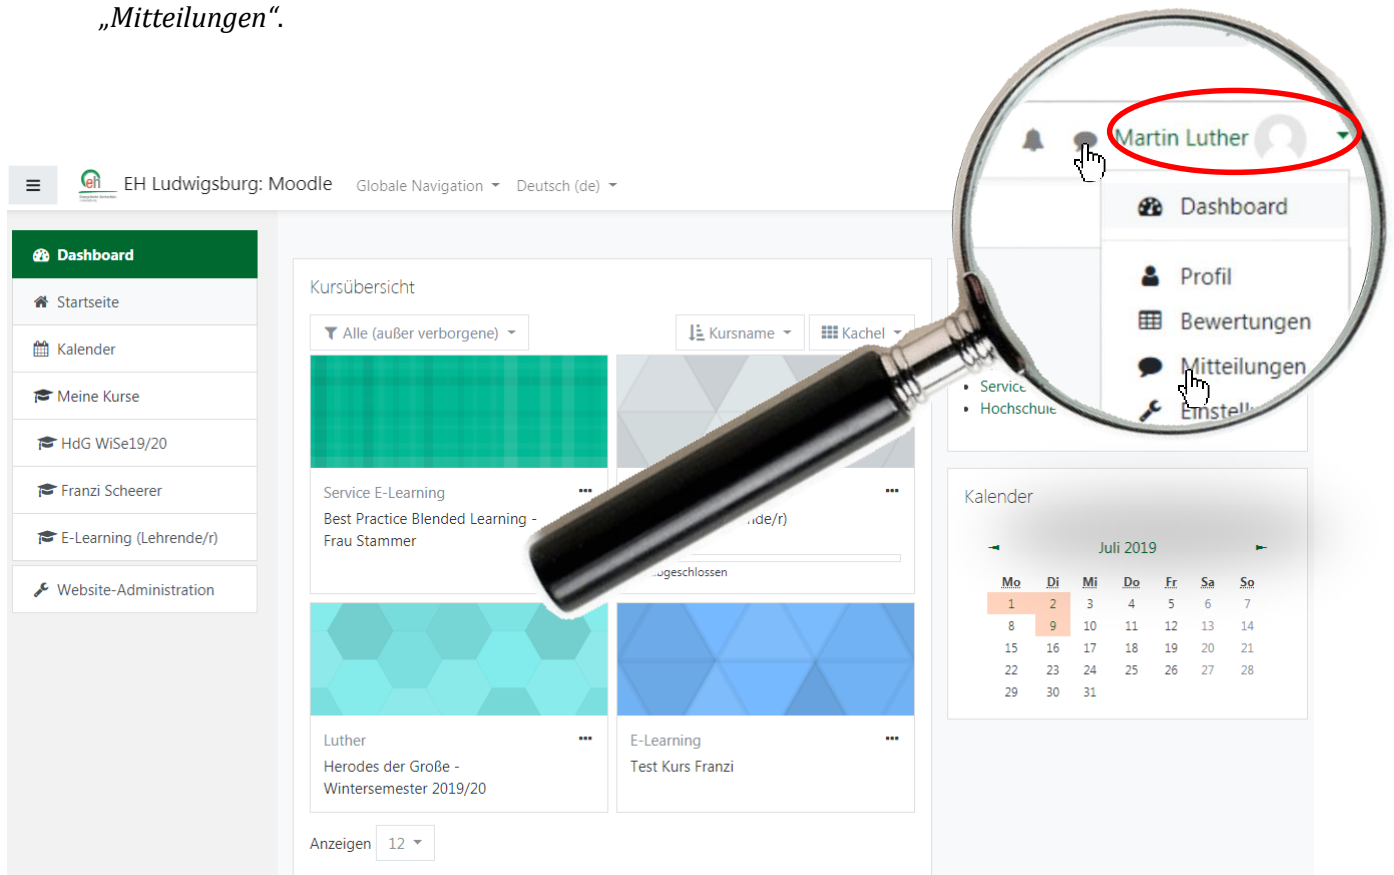 „Mitteilungen“.
Martin Luther
EH Ludwigsburg: Moodle Globale Navigation Deutsch (de)
Dashboard
Profil
Bewertungen
Mitteilungen
Dashboard
Startseite
Kalender
Meine Kurse
HdG WiSe19/20
Franzi Scheerer
E-Learning (Lehrende/r)
Website-Administration
Kursübersicht
Alle (außer verborgene) Kursname Kachel
Service E-Learning
Best Practice Blended Learning -
Frau Stammer
Luther
Herodes der Große -
Wintersemester 2019/20
E-Learning
Test Kurs Franzi
Anzeigen 12
Service
Hochschule
Kalender
Juli 2019
Mo Di Mi Do Fr Sa So
1 2 3 4 5 6 7
8 9 10 11 12 13 14
15 16 17 18 19 20 21
22 23 24 25 26 27 28
29 30 31